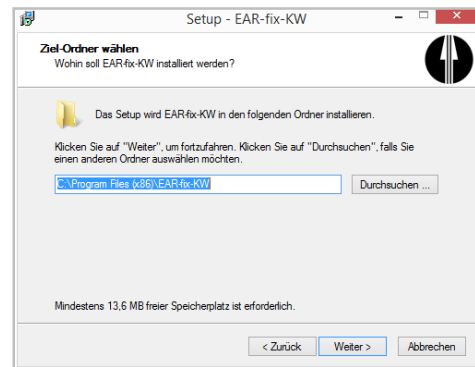 Setup - EAR-fix-KW
Ziel-Ordner wählen
Wohin soll EAR-fix-KW installiert werden?
Das Setup wird EAR-fix-KW in den folgenden Ordner installieren.
Klicken Sie auf "Weiter", um fortzufahren. Klicken Sie auf "Durchsuchen", falls Sie
einen anderen Ordner auswählen möchten.
C:\Program Files (x86)\EAR-fix-KW
Durchsuchen ...
Mindestens 13,6 MB freier Speicherplatz ist erforderlich.
< Zurück Weiter > Abbrechen